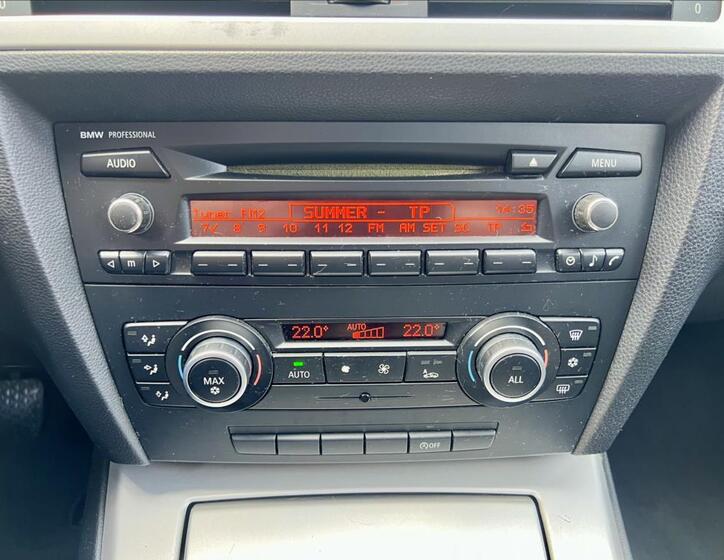 0
BMW PROFESSIONAL
AUDIO
MENU
Tuner FM2 SUMMER - TP 14:35
7✓ 8 9 10 11 12 FM AM SET SC TP
m
22.0° AUTO 22.0°
MAX
AUTO
A
ALL
OFF